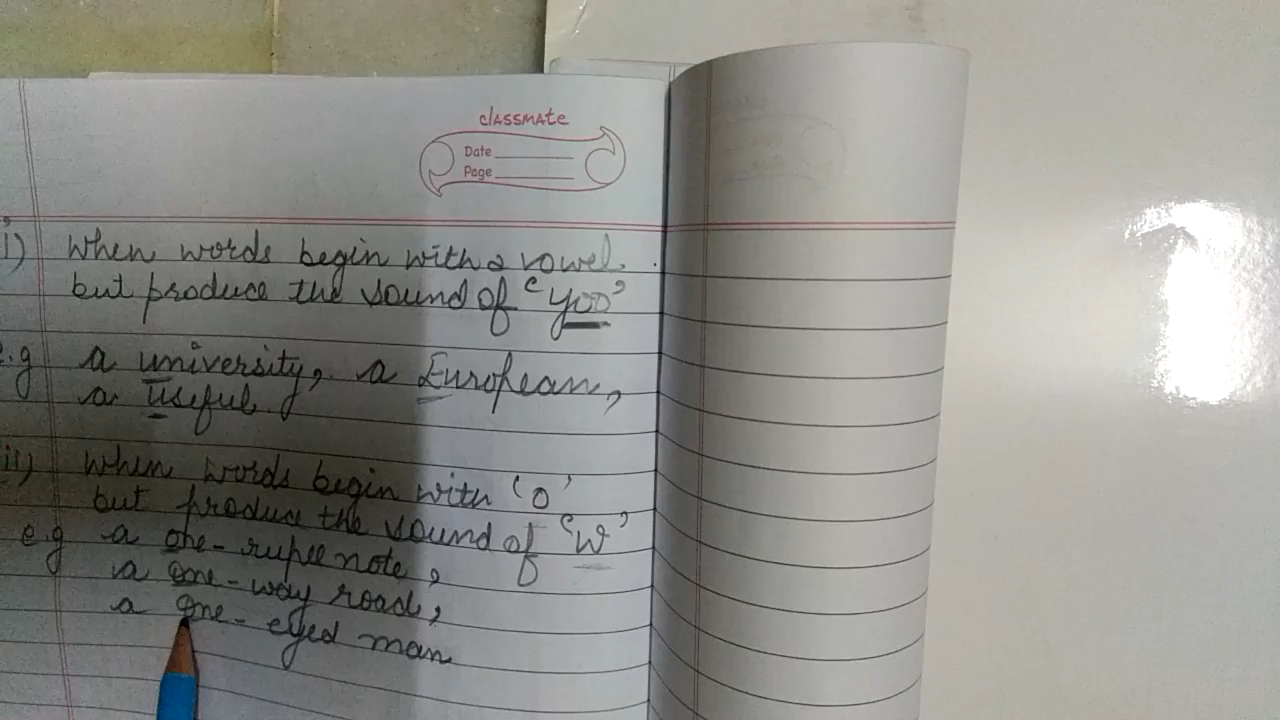 classmate
Date
Page
i) When words begin with a vowel
but produce the sound of 'yoo'
e.g a university, a European,
a useful
ii) When words begin with 'o'
but produce the sound of 'w'
e.g a one-rupee note,
a one-way road,
a one-eyed man